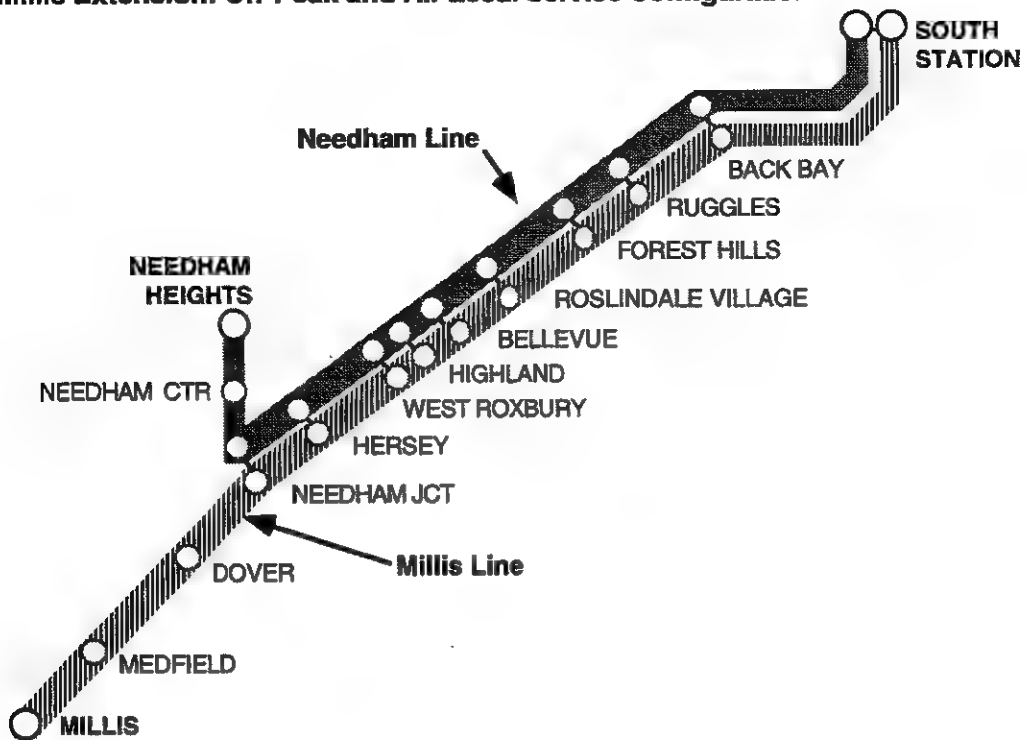 SOUTH
STATION
Needham Line
BACK BAY
RUGGLES
FOREST HILLS
NEEDHAM
HEIGHTS
ROSLINDALE VILLAGE
BELLEVUE
HIGHLAND
NEEDHAM CTR
WEST ROXBURY
HERSEY
NEEDHAM JCT
Millis Line
DOVER
MEDFIELD
MILLIS